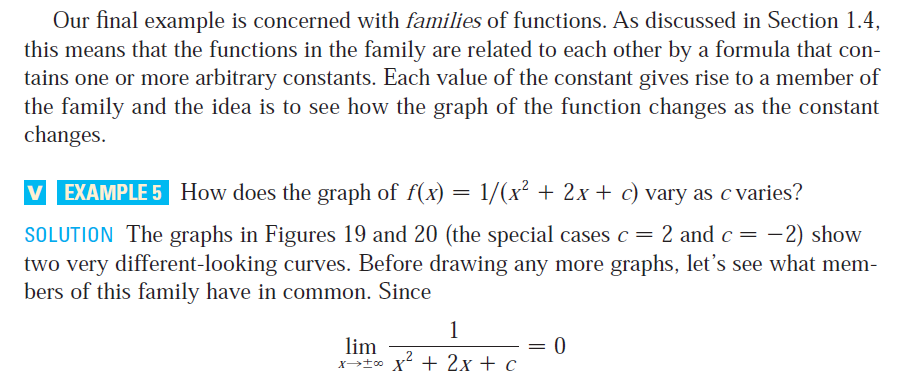 Our final example is concerned with families of functions. As discussed in Section 1.4,
this means that the functions in the family are related to each other by a formula that con-
tains one or more arbitrary constants. Each value of the constant gives rise to a member of
the family and the idea is to see how the graph of the function changes as the constant
changes.
V EXAMPLE 5 How does the graph of f(x) = 1/(x² + 2x + c) vary as c varies?
SOLUTION The graphs in Figures 19 and 20 (the special cases c = 2 and c = −2) show
two very different-looking curves. Before drawing any more graphs, let's see what mem-
bers of this family have in common. Since
lim x→±∞ 1/(x² + 2x + c) = 0